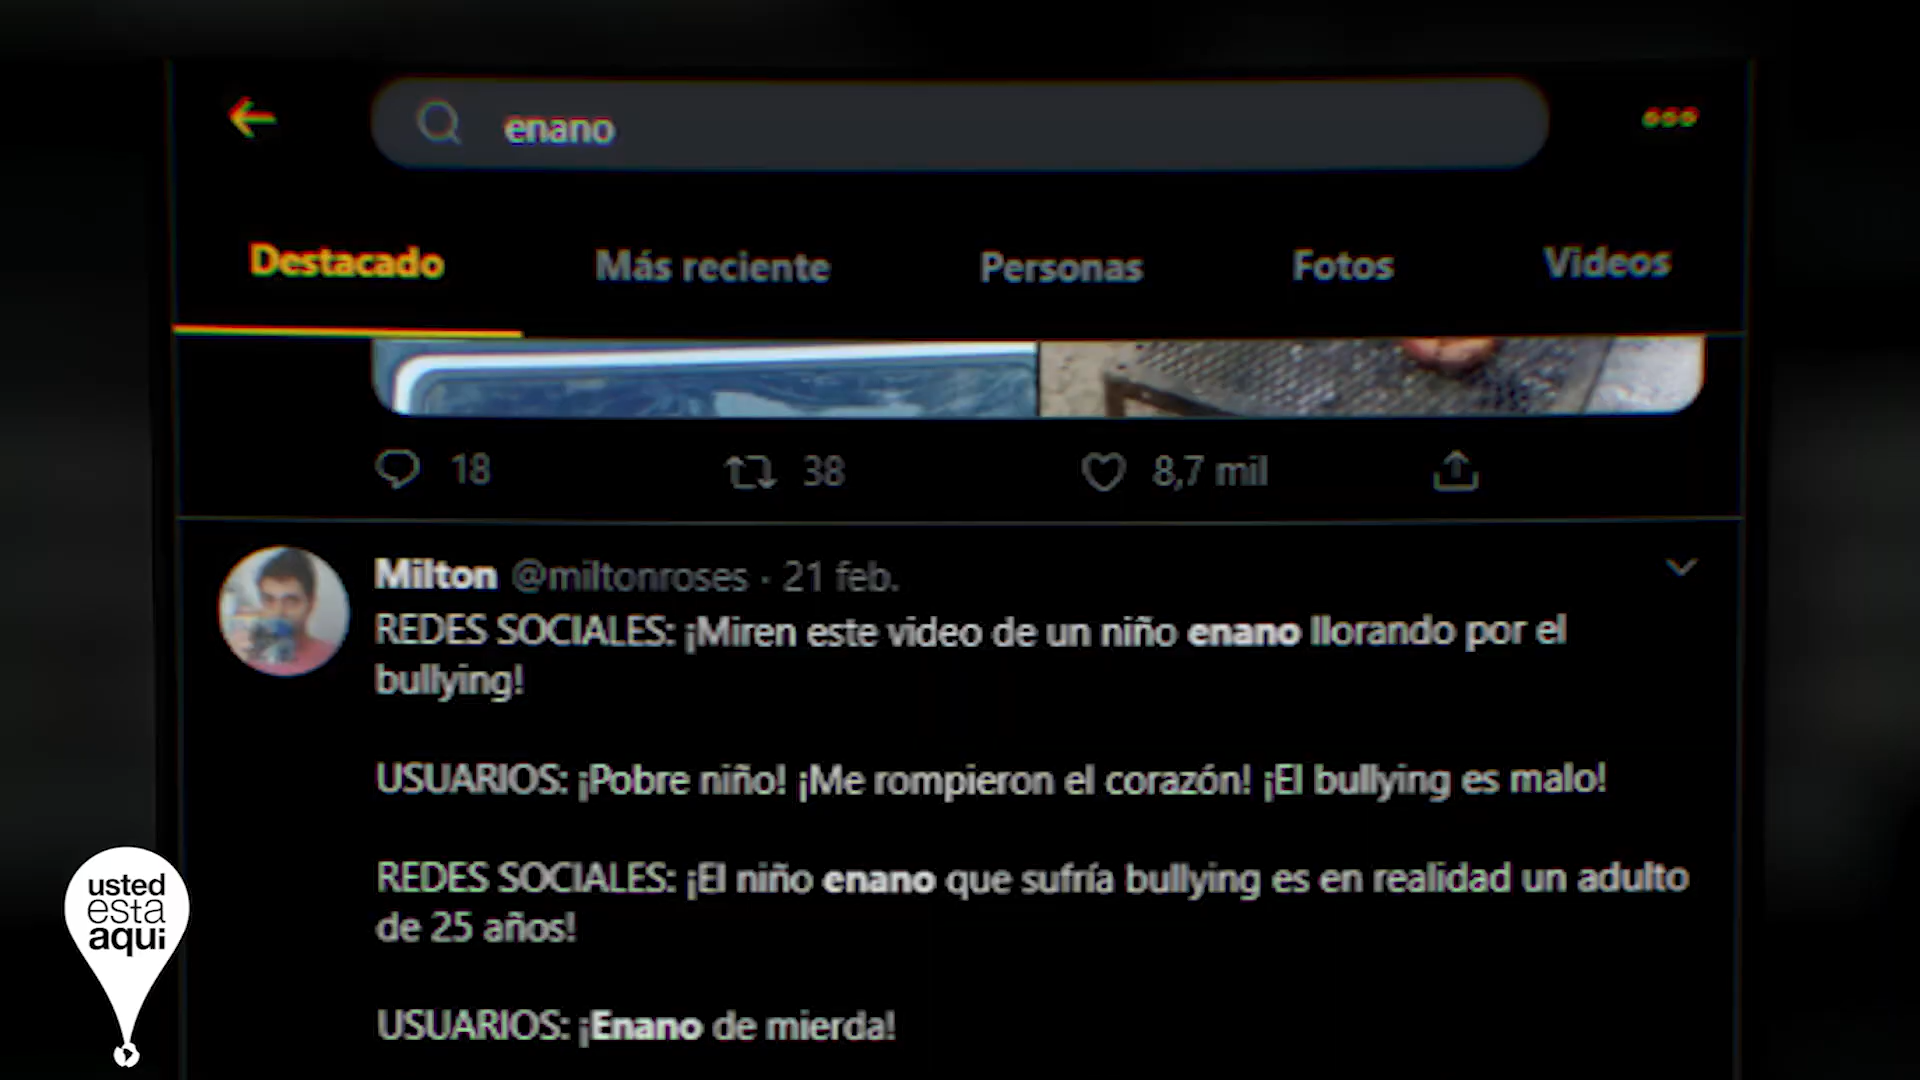 enano
Destacado
Más reciente
Personas
Fotos
Videos
18
38
8,7 mil
Milton @miltonroses · 21 feb.
REDES SOCIALES: ¡Miren este video de un niño enano llorando por el
bullying!
USUARIOS: ¡Pobre niño! ¡Me rompieron el corazón! ¡El bullying es malo!
REDES SOCIALES: ¡El niño enano que sufría bullying es en realidad un adulto
de 25 años!
USUARIOS: ¡Enano de mierda!
usted
esta
aqui